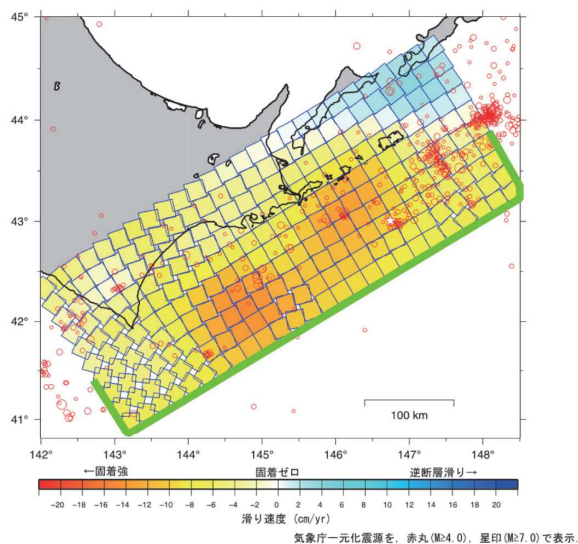 45°
44°
43°
42°
41°
100 km
142° 143° 144° 145° 146° 147° 148°
←固着強 固着ゼロ 逆断層滑り→
-20 -18 -16 -14 -12 -10 -8 -6 -4 -2 0 2 4 6 8 10 12 14 16 18 20
滑り速度 (cm/yr)
気象庁一元化震源を, 赤丸(M≥4.0), 星印(M≥7.0)で表示.